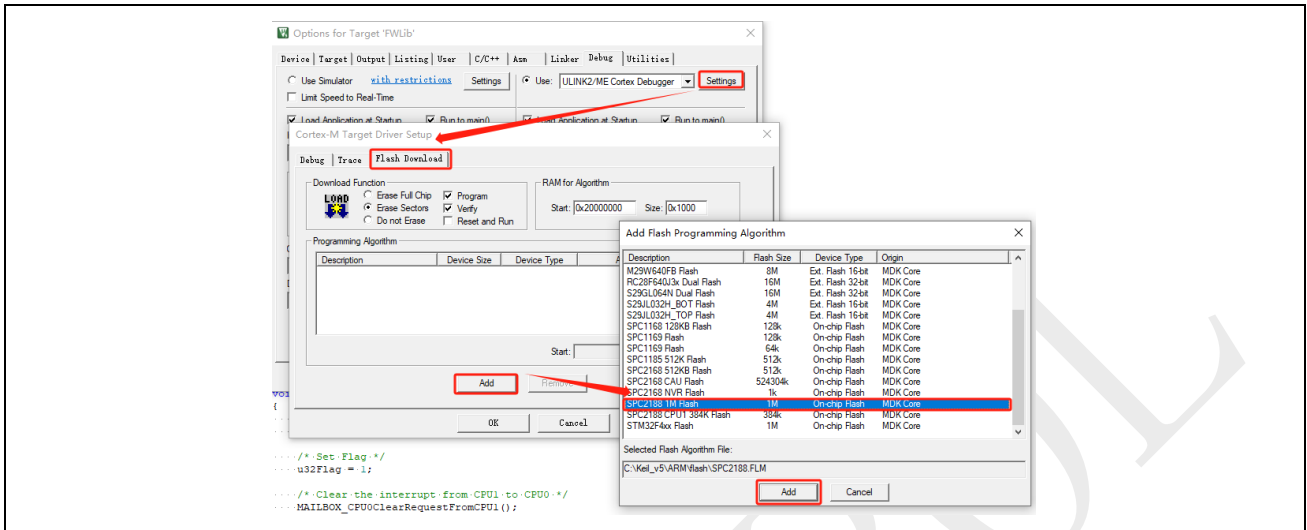 Options for Target 'FWLib'
Device Target Output Listing User C/C++ Asm Linker Debug Utilities
Use Simulator with restrictions Settings Use: ULINK2/ME Cortex Debugger Settings
Limit Speed to Real-Time
Load Application at Startup Run to main() Load Application at Startup Run to main()
Cortex-M Target Driver Setup
Debug Trace Flash Download
Download Function RAM for Algorithm
LOAD Erase Full Chip Program
Erase Sectors Verify Start: 0x20000000 Size: 0x1000
Do not Erase Reset and Run
Programming Algorithm
Description Device Size Device Type
Start:
Add Remove
OK Cancel
Add Flash Programming Algorithm
Description Flash Size Device Type Origin
M29W640FB Flash 8M Ext. Flash 16-bit MDK Core
RC28F640J3x Dual Flash 16M Ext. Flash 32-bit MDK Core
S29GL064N Dual Flash 16M Ext. Flash 32-bit MDK Core
S29JL032H_BOT Flash 4M Ext. Flash 16-bit MDK Core
S29JL032H_TOP Flash 4M Ext. Flash 16-bit MDK Core
SPC1168 128KB Flash 128k On-chip Flash MDK Core
SPC1169 Flash 128k On-chip Flash MDK Core
SPC1169 Flash 64k On-chip Flash MDK Core
SPC1185 512K Flash 512k On-chip Flash MDK Core
SPC2168 512KB Flash 512k On-chip Flash MDK Core
SPC2168 CAU Flash 524304k On-chip Flash MDK Core
SPC2168 NVR Flash 1k On-chip Flash MDK Core
SPC2188 1M Flash 1M On-chip Flash MDK Core
SPC2188 CPU1 384K Flash 384k On-chip Flash MDK Core
STM32F4xx Flash 1M On-chip Flash MDK Core
Selected Flash Algorithm File:
C:\Keil_v5\ARM\flash\SPC2188.FLM
Add Cancel
{
/* Set Flag */
u32Flag = 1;
/* Clear the interrupt from CPU1 to CPU0 */
MAILBOX_CPU0ClearRequestFromCPU1();